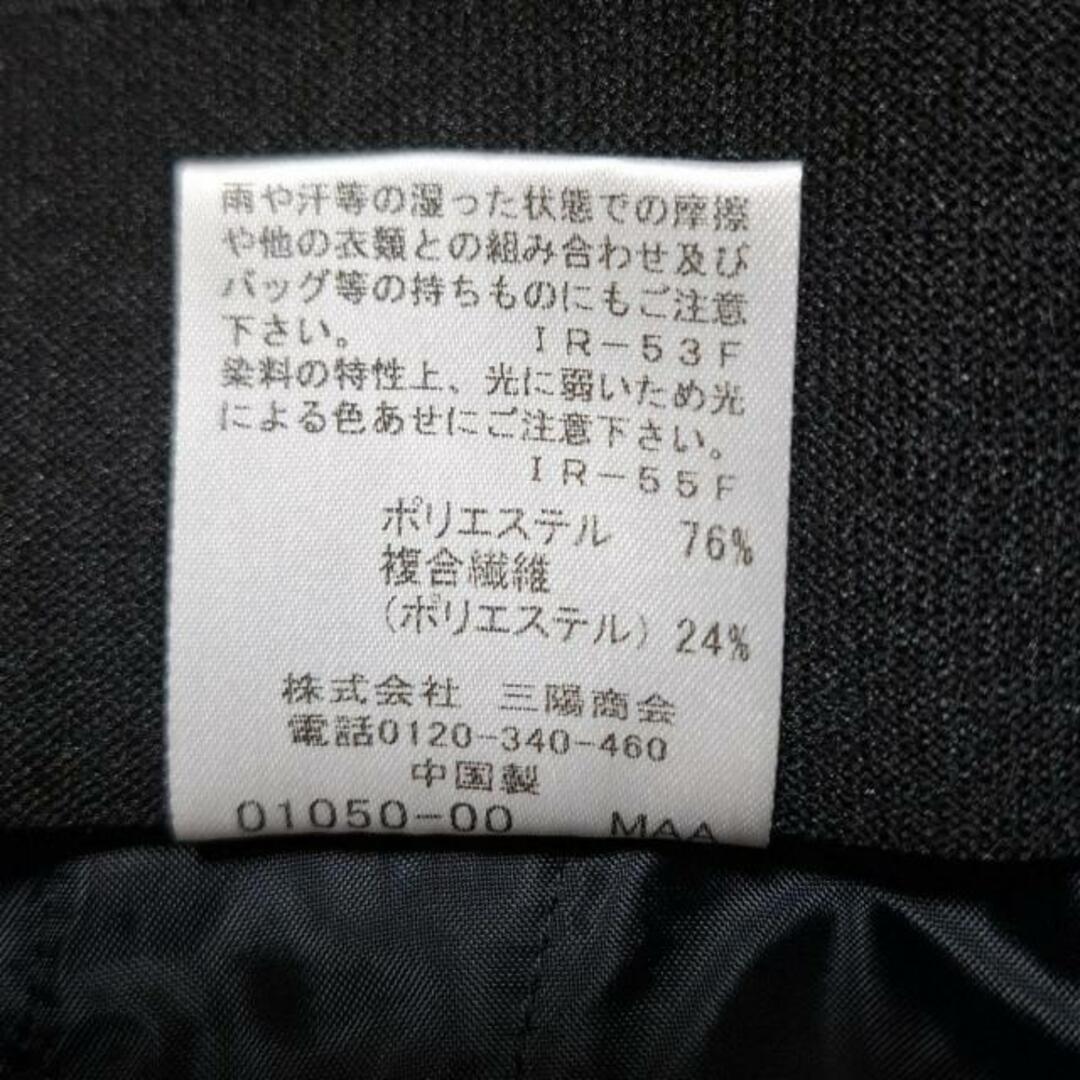 雨や汗等の湿った状態での摩擦
や他の衣類との組み合わせ及び
バッグ等の持ちものにもご注意
下さい。 IR-53F
染料の特性上、光に弱いため光
による色あせにご注意下さい。
IR-55F
ポリエステル 76%
複合繊維
(ポリエステル) 24%
株式会社 三陽商会
電話0120-340-460
中国製
01050-00 MAA